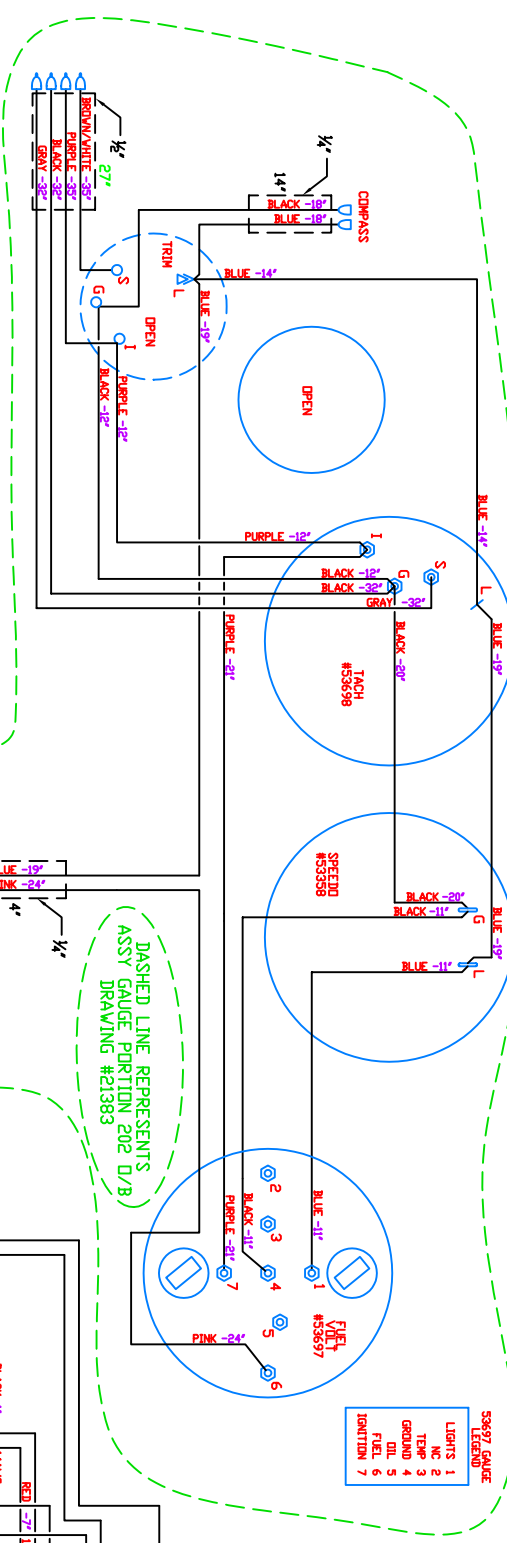 BROWN/WHITE -35"
PURPLE -35"
BLACK -32"
GRAY -32"
½"
27"
¼"
14"
COMPASS
BLACK -18"
BLUE -18"
TRIM
S
G
I
L
OPEN
BLUE -14"
BLUE -19"
PURPLE -12"
BLACK -12"
OPEN
BLUE -14"
L
BLUE -19"
PURPLE -12"
I
BLACK -12"
BLACK -32"
GRAY -32"
G
S
PURPLE -21"
BLACK -20"
TACH
#53698
SPEEDO
#53358
BLACK -20"
BLACK -11"
G
BLUE -19"
BLUE -11"
L
-19"
-24"
4"
¼"
DASHED LINE REPRESENTS
ASSY GAUGE PORTION 202 O/B
DRAWING #21383
2
3
BLUE -11"
BLACK -11"
PURPLE -21"
1
4
7
5
6
FUEL
VOLT
#53697
PINK -24"
53697 GAUGE
LEGEND
LIGHTS 1
NC 2
TEMP 3
GROUND 4
OIL 5
FUEL 6
IGNITION 7
RED -7"